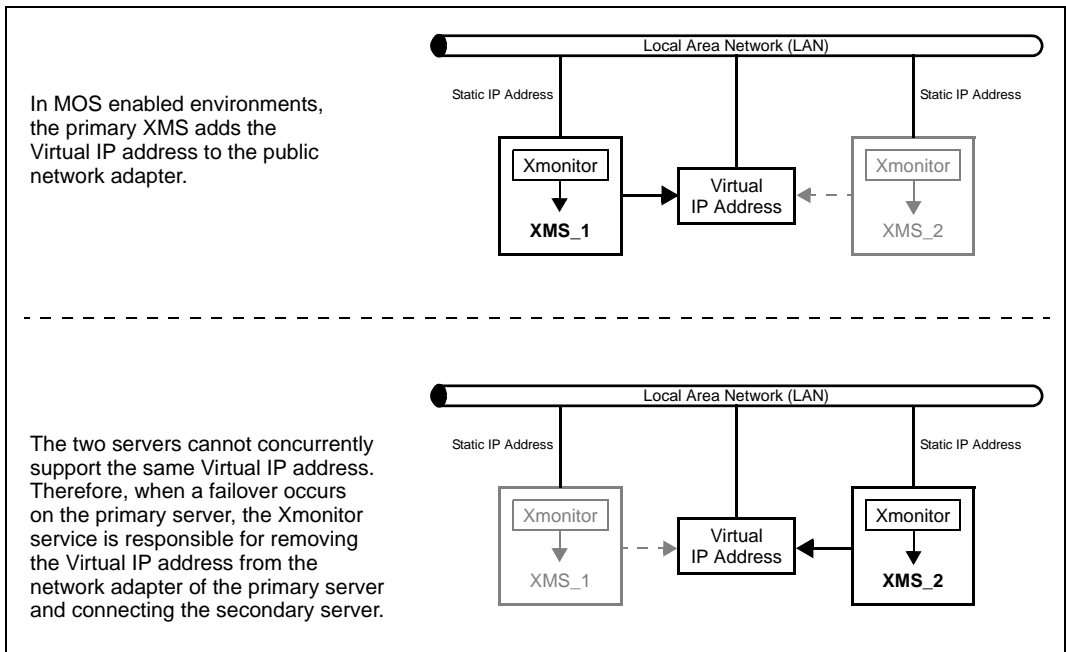 Local Area Network (LAN)
Static IP Address
Static IP Address
In MOS enabled environments,
the primary XMS adds the
Virtual IP address to the public
network adapter.
Xmonitor
XMS_1
Virtual
IP Address
Xmonitor
XMS_2
Local Area Network (LAN)
Static IP Address
Static IP Address
The two servers cannot concurrently
support the same Virtual IP address.
Therefore, when a failover occurs
on the primary server, the Xmonitor
service is responsible for removing
the Virtual IP address from the
network adapter of the primary server
and connecting the secondary server.
Xmonitor
XMS_1
Virtual
IP Address
Xmonitor
XMS_2